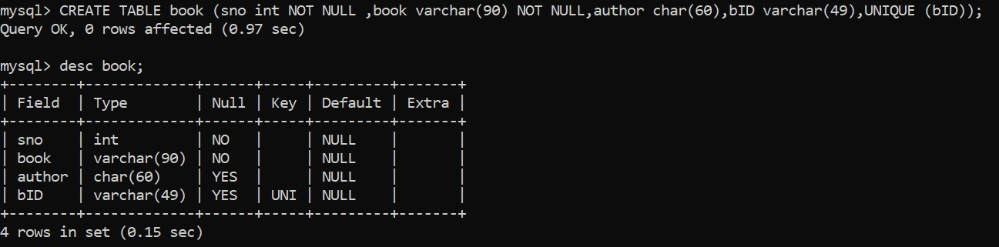 mysql> CREATE TABLE book (sno int NOT NULL ,book varchar(90) NOT NULL,author char(60),bID varchar(49),UNIQUE (bID));
Query OK, 0 rows affected (0.97 sec)
mysql> desc book;
+--------+-------------+------+-----+---------+-------+
| Field  | Type        | Null | Key | Default | Extra |
+--------+-------------+------+-----+---------+-------+
| sno    | int         | NO   |     | NULL    |       |
| book   | varchar(90) | NO   |     | NULL    |       |
| author | char(60)    | YES  |     | NULL    |       |
| bID    | varchar(49) | YES  | UNI | NULL    |       |
+--------+-------------+------+-----+---------+-------+
4 rows in set (0.15 sec)